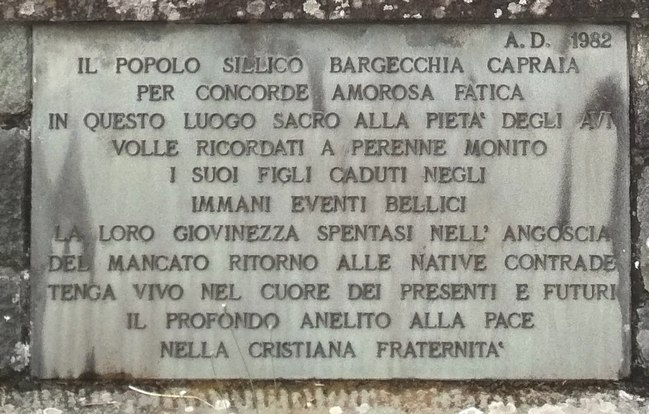 A. D. 1982
IL POPOLO SILLICO BARGECCHIA CAPRAIA
PER CONCORDE AMOROSA FATICA
IN QUESTO LUOGO SACRO ALLA PIETA' DEGLI AVI
VOLLE RICORDATI A PERENNE MONITO
I SUOI FIGLI CADUTI NEGLI
IMMANI EVENTI BELLICI
LA LORO GIOVINEZZA SPENTASI NELL' ANGOSCIA
DEL MANCATO RITORNO ALLE NATIVE CONTRADE
TENGA VIVO NEL CUORE DEI PRESENTI E FUTURI
IL PROFONDO ANELITO ALLA PACE
NELLA CRISTIANA FRATERNITA'